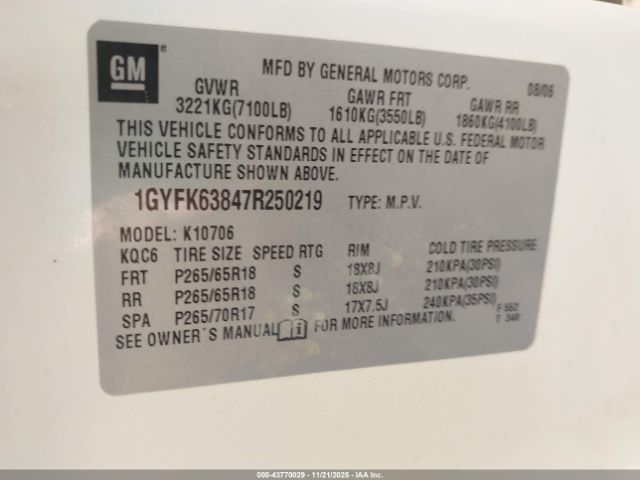 GM ®
MFD BY GENERAL MOTORS CORP. 08/06
GVWR GAWR FRT GAWR RR
3221KG(7100LB) 1610KG(3550LB) 1860KG(4100LB)
THIS VEHICLE CONFORMS TO ALL APPLICABLE U.S. FEDERAL MOTOR
VEHICLE SAFETY STANDARDS IN EFFECT ON THE DATE OF
MANUFACTURE SHOWN ABOVE.
1GYFK63847R250219 TYPE: M.P.V.
MODEL: K10706
KQC6 TIRE SIZE SPEED RTG RIM COLD TIRE PRESSURE
FRT P265/65R18 S 18X8J 210KPA(30PSI)
RR P265/65R18 S 18X8J 210KPA(30PSI)
SPA P265/70R17 S 17X7.5J 240KPA(35PSI) F 552
SEE OWNER'S MANUAL i FOR MORE INFORMATION. T 348
000-43770029 - 11/21/2025 - IAA Inc.